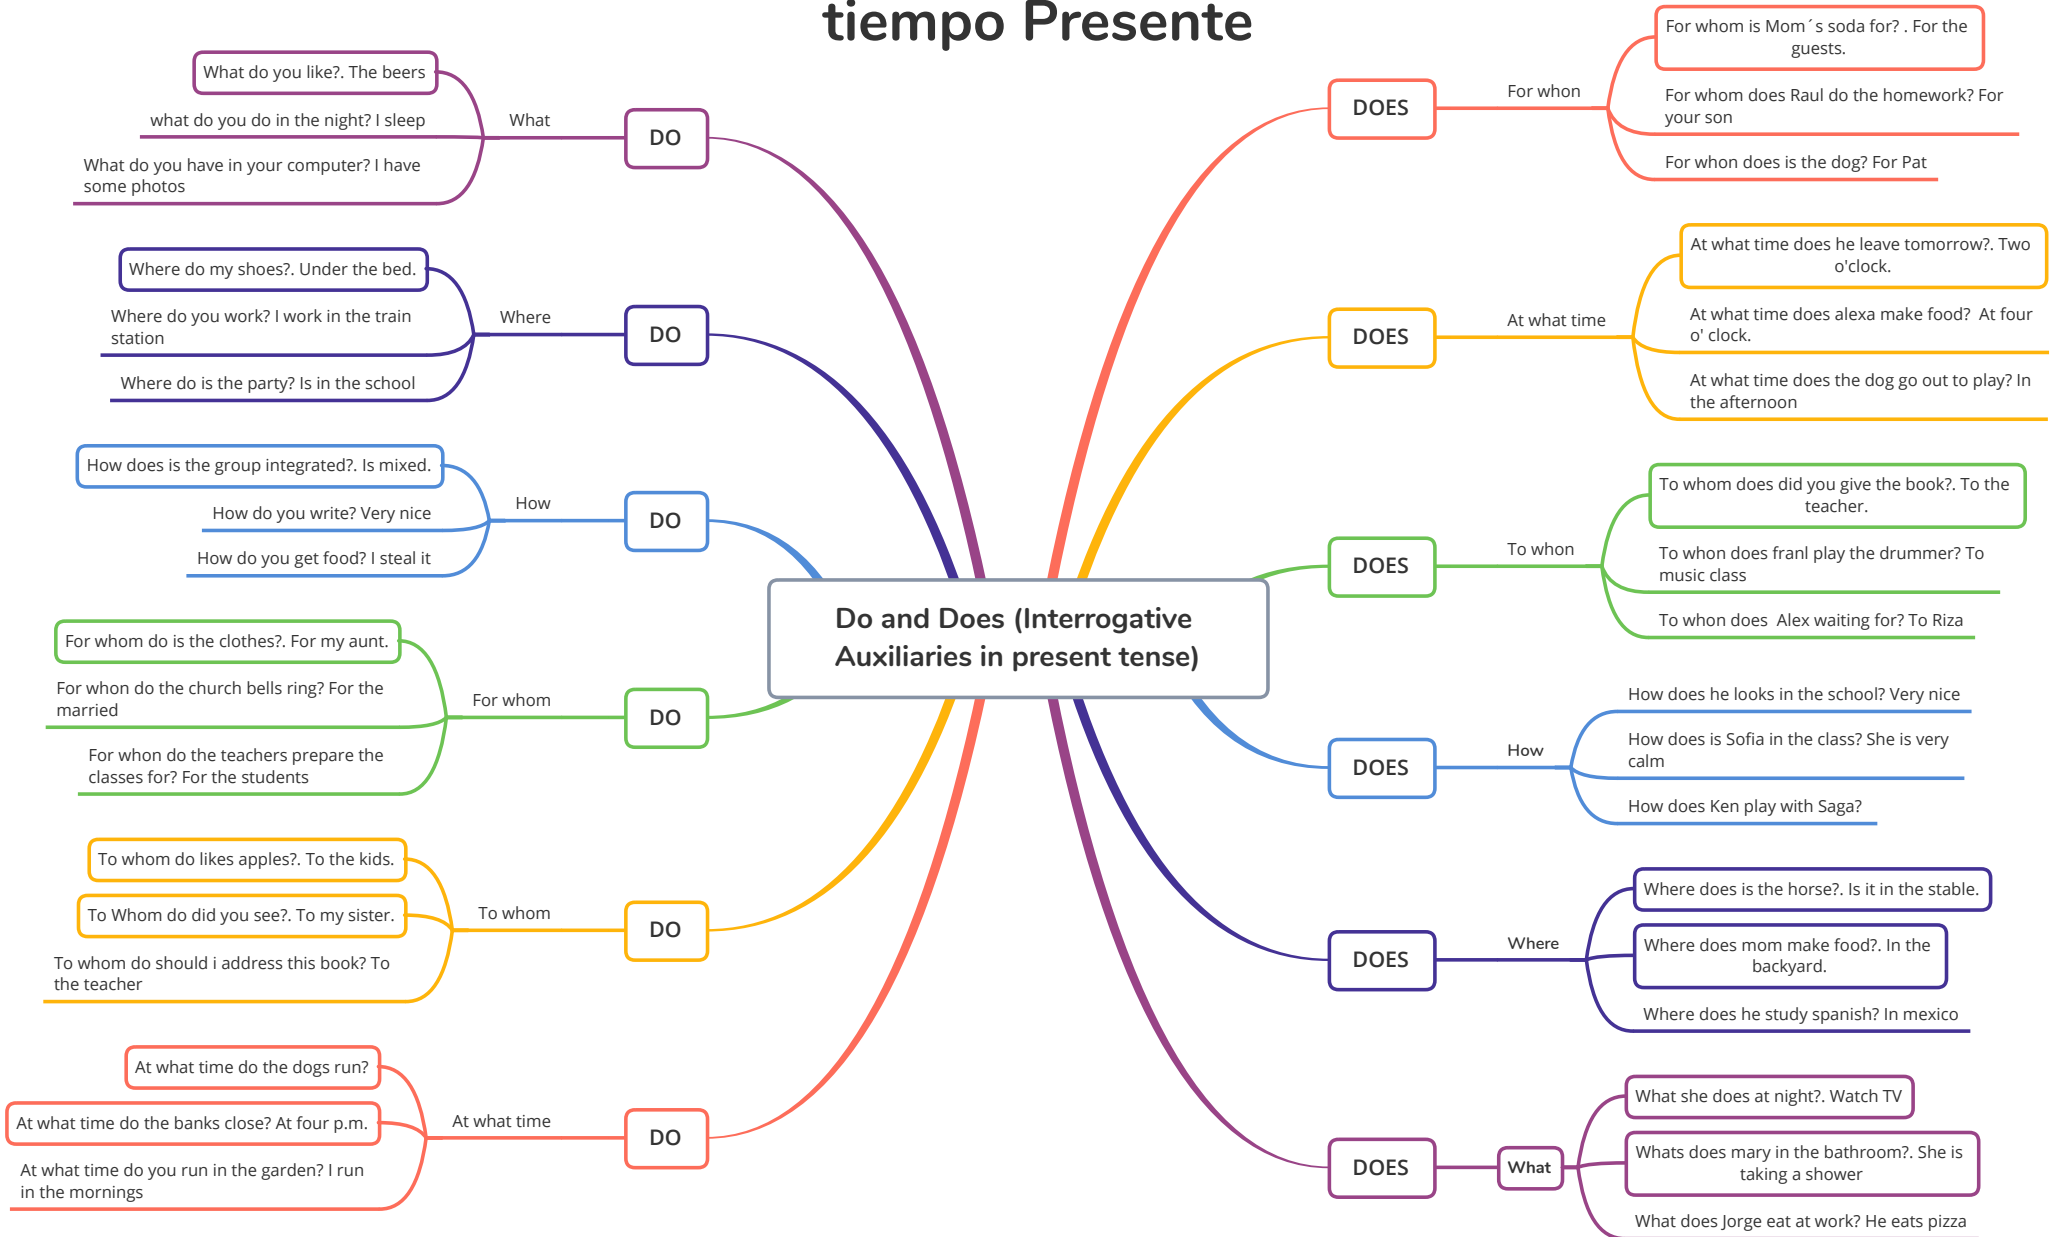 tiempo Presente
What do you like?. The beers
what do you do in the night? I sleep
What do you have in your computer? I have
some photos
What
DO
Where do my shoes?. Under the bed.
Where do you work? I work in the train
station
Where do is the party? Is in the school
Where
DO
How does is the group integrated?. Is mixed.
How do you write? Very nice
How do you get food? I steal it
How
DO
For whom do is the clothes?. For my aunt.
For whon do the church bells ring? For the
married
For whon do the teachers prepare the
classes for? For the students
For whom
DO
To whom do likes apples?. To the kids.
To Whom do did you see?. To my sister.
To whom do should i address this book? To
the teacher
To whom
DO
At what time do the dogs run?
At what time do the banks close? At four p.m.
At what time do you run in the garden? I run
in the mornings
At what time
DO
Do and Does (Interrogative
Auxiliaries in present tense)
DOES
For whon
For whom is Mom´s soda for? . For the
guests.
For whom does Raul do the homework? For
your son
For whon does is the dog? For Pat
DOES
At what time
At what time does he leave tomorrow?. Two
o'clock.
At what time does alexa make food?  At four
o' clock.
At what time does the dog go out to play? In
the afternoon
DOES
To whon
To whom does did you give the book?. To the
teacher.
To whon does franl play the drummer? To
music class
To whon does  Alex waiting for? To Riza
DOES
How
How does he looks in the school? Very nice
How does is Sofia in the class? She is very
calm
How does Ken play with Saga?
DOES
Where
Where does is the horse?. Is it in the stable.
Where does mom make food?. In the
backyard.
Where does he study spanish? In mexico
DOES
What
What she does at night?. Watch TV
Whats does mary in the bathroom?. She is
taking a shower
What does Jorge eat at work? He eats pizza